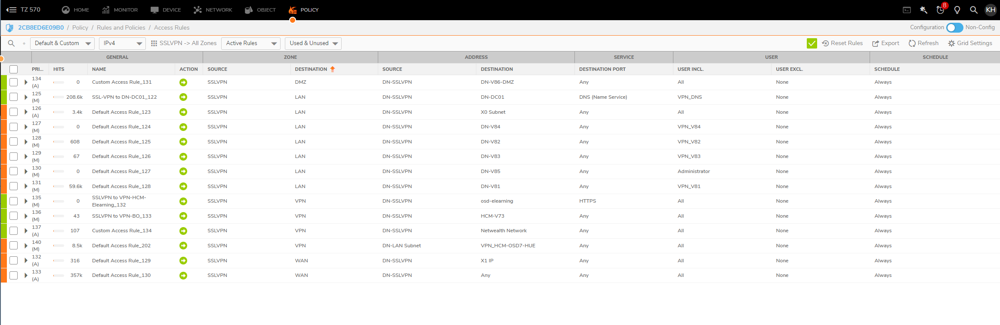 TZ 570 HOME MONITOR DEVICE NETWORK OBJECT POLICY 8 KH
2CB8ED6E09B0 / Policy / Rules and Policies / Access Rules Configuration Non-Config
Default & Custom IPv4 SSLVPN -> All Zones Active Rules Used & Unused Reset Rules Export Refresh Grid Settings
GENERAL ZONE ADDRESS SERVICE USER SCHEDULE
PRI... HITS NAME ACTION SOURCE DESTINATION SOURCE DESTINATION DESTINATION PORT USER INCL. USER EXCL. SCHEDULE
134 (A) 0 Custom Access Rule_131 SSLVPN DMZ DN-SSLVPN DN-V86-DMZ Any All None Always
125 (M) 208.6k SSL-VPN to DN-DC01_122 SSLVPN LAN DN-SSLVPN DN-DC01 DNS (Name Service) VPN_DNS None Always
126 (A) 3.4k Default Access Rule_123 SSLVPN LAN DN-SSLVPN X0 Subnet Any All None Always
127 (M) 0 Default Access Rule_124 SSLVPN LAN DN-SSLVPN DN-V84 Any VPN_V84 None Always
128 (M) 608 Default Access Rule_125 SSLVPN LAN DN-SSLVPN DN-V82 Any VPN_V82 None Always
129 (M) 67 Default Access Rule_126 SSLVPN LAN DN-SSLVPN DN-V83 Any VPN_V83 None Always
130 (M) 0 Default Access Rule_127 SSLVPN LAN DN-SSLVPN DN-V85 Any Administrator None Always
131 (M) 59.6k Default Access Rule_128 SSLVPN LAN DN-SSLVPN DN-V81 Any VPN_V81 None Always
135 (M) 0 SSLVPN to VPN-HCM-Elearning_132 SSLVPN VPN DN-SSLVPN osd-elearning HTTPS All None Always
136 (M) 43 SSLVPN to VPN-BO_133 SSLVPN VPN DN-SSLVPN HCM-V73 Any All None Always
137 (A) 107 Custom Access Rule_134 SSLVPN VPN DN-SSLVPN Netwealth Network Any All None Always
140 (M) 8.5k Default Access Rule_202 SSLVPN VPN DN-LAN Subnet VPN_HCM-OSD7-HUE Any All None Always
132 (A) 316 Default Access Rule_129 SSLVPN WAN DN-SSLVPN X1 IP Any All None Always
133 (A) 357k Default Access Rule_130 SSLVPN WAN DN-SSLVPN Any Any All None Always